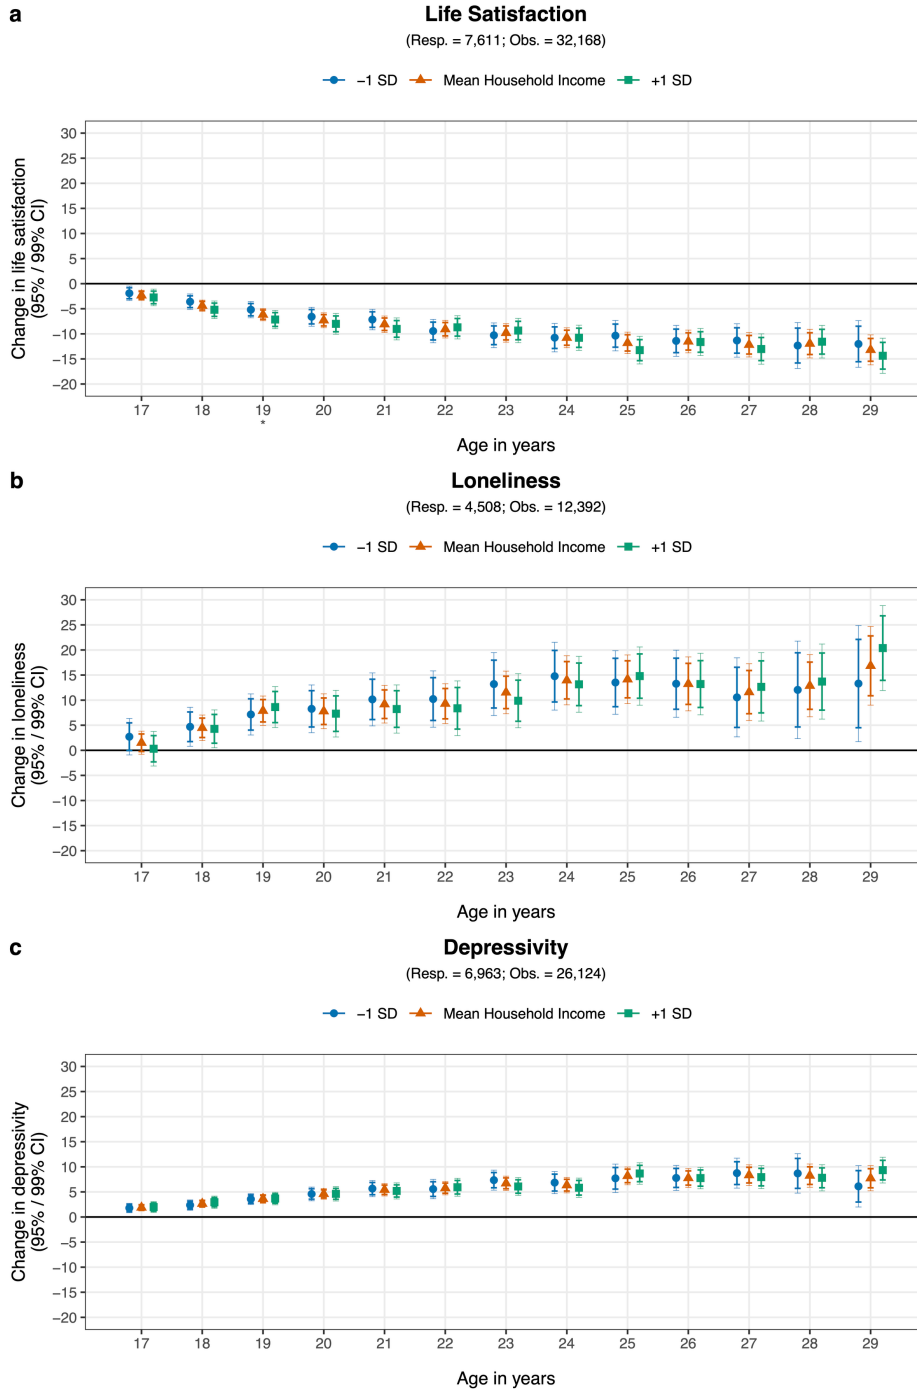 a
Life Satisfaction
(Resp. = 7,611; Obs. = 32,168)
−1 SD Mean Household Income +1 SD
Change in life satisfaction
(95% / 99% CI)
30
25
20
15
10
5
0
−5
−10
−15
−20
17 18 19 20 21 22 23 24 25 26 27 28 29
*
Age in years
b
Loneliness
(Resp. = 4,508; Obs. = 12,392)
−1 SD Mean Household Income +1 SD
Change in loneliness
(95% / 99% CI)
30
25
20
15
10
5
0
−5
−10
−15
−20
17 18 19 20 21 22 23 24 25 26 27 28 29
Age in years
c
Depressivity
(Resp. = 6,963; Obs. = 26,124)
−1 SD Mean Household Income +1 SD
Change in depressivity
(95% / 99% CI)
30
25
20
15
10
5
0
−5
−10
−15
−20
17 18 19 20 21 22 23 24 25 26 27 28 29
Age in years